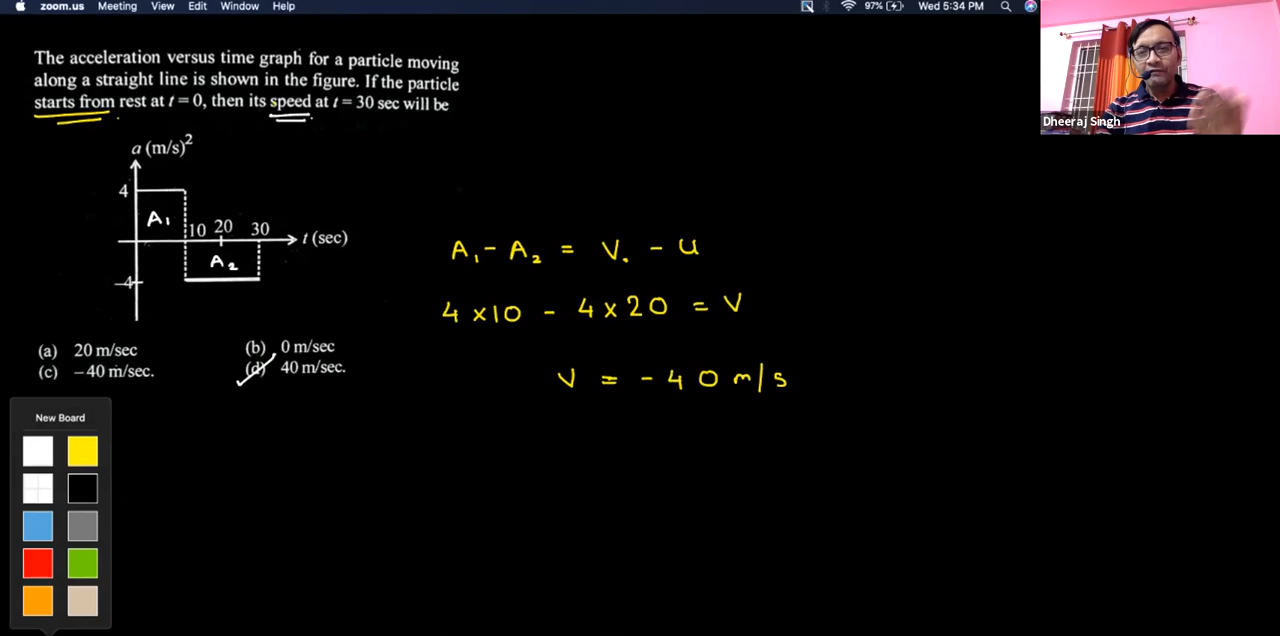 zoom.us Meeting View Edit Window Help 97% Wed 5:34 PM
The acceleration versus time graph for a particle moving
along a straight line is shown in the figure. If the particle
starts from rest at t = 0, then its speed at t = 30 sec will be
Dheeraj Singh
a (m/s)²
4
A₁
10 20 30
t (sec)
A₂
–4
A₁ - A₂ = V. - u
4 × 10 - 4 × 20 = V
V = - 40 m/s
(a) 20 m/sec (b) 0 m/sec
(c) – 40 m/sec. (d) 40 m/sec.
New Board